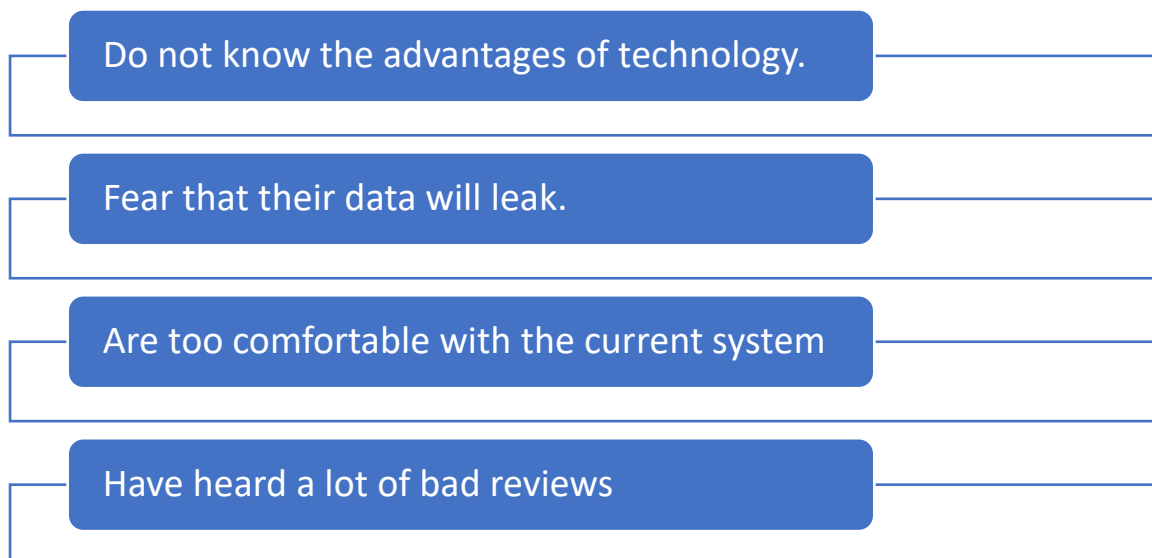 Do not know the advantages of technology.
Fear that their data will leak.
Are too comfortable with the current system
Have heard a lot of bad reviews